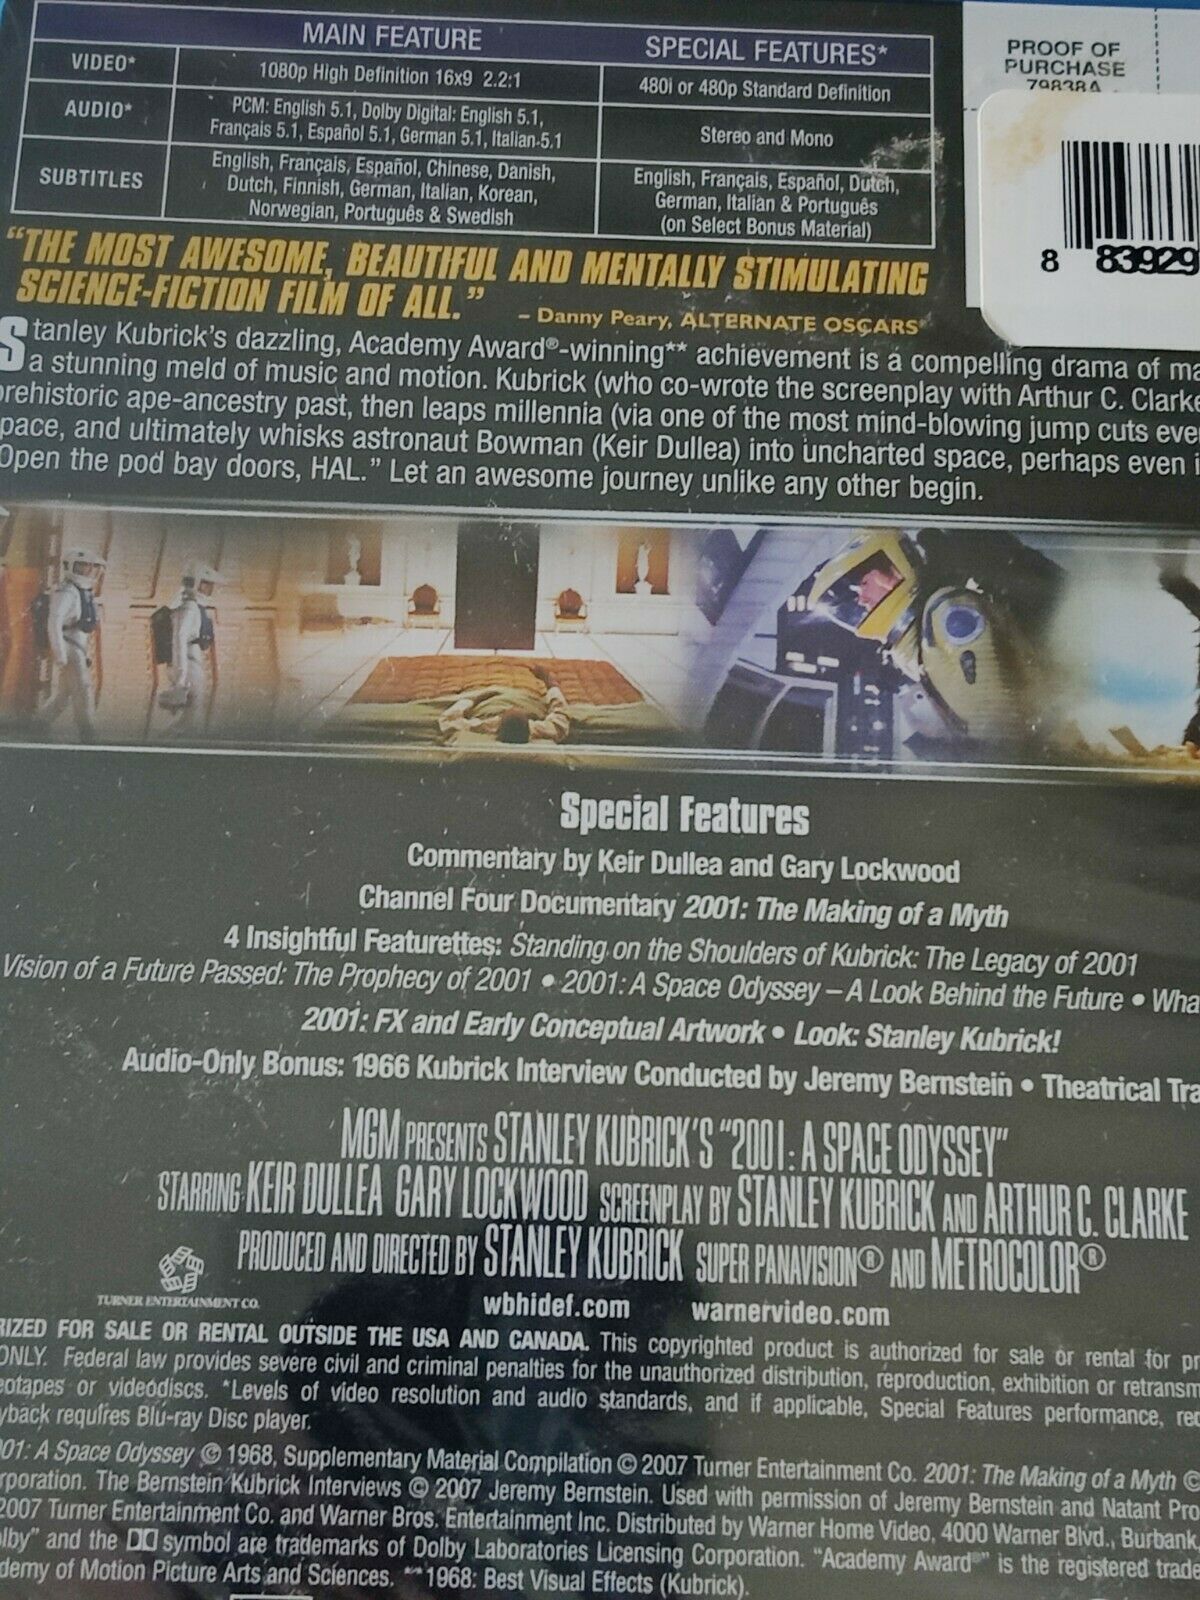 MAIN FEATURE SPECIAL FEATURES*
VIDEO* 1080p High Definition 16x9 2.2:1 480i or 480p Standard Definition
AUDIO* PCM: English 5.1, Dolby Digital: English 5.1,
Français 5.1, Español 5.1, German 5.1, Italian 5.1
Stereo and Mono
SUBTITLES English, Français, Español, Chinese, Danish,
Dutch, Finnish, German, Italian, Korean,
Norwegian, Português & Swedish
English, Français, Español, Dutch,
German, Italian & Português
(on Select Bonus Material)
PROOF OF
PURCHASE
79838A
8 83929
"THE MOST AWESOME, BEAUTIFUL AND MENTALLY STIMULATING
SCIENCE-FICTION FILM OF ALL."
– Danny Peary, ALTERNATE OSCARS®
Stanley Kubrick's dazzling, Academy Award®-winning** achievement is a compelling drama of ma
a stunning meld of music and motion. Kubrick (who co-wrote the screenplay with Arthur C. Clarke
rehistoric ape-ancestry past, then leaps millennia (via one of the most mind-blowing jump cuts eve
pace, and ultimately whisks astronaut Bowman (Keir Dullea) into uncharted space, perhaps even i
Open the pod bay doors, HAL." Let an awesome journey unlike any other begin.
Special Features
Commentary by Keir Dullea and Gary Lockwood
Channel Four Documentary 2001: The Making of a Myth
4 Insightful Featurettes: Standing on the Shoulders of Kubrick: The Legacy of 2001
Vision of a Future Passed: The Prophecy of 2001 • 2001: A Space Odyssey – A Look Behind the Future • Wha
2001: FX and Early Conceptual Artwork • Look: Stanley Kubrick!
Audio-Only Bonus: 1966 Kubrick Interview Conducted by Jeremy Bernstein • Theatrical Tra
MGM PRESENTS STANLEY KUBRICK'S "2001: A SPACE ODYSSEY"
STARRING KEIR DULLEA GARY LOCKWOOD SCREENPLAY BY STANLEY KUBRICK AND ARTHUR C. CLARKE
PRODUCED AND DIRECTED BY STANLEY KUBRICK SUPER PANAVISION® AND METROCOLOR®
TURNER ENTERTAINMENT CO.
wbhidef.com warnervideo.com
RIZED FOR SALE OR RENTAL OUTSIDE THE USA AND CANADA. This copyrighted product is authorized for sale or rental for pr
ONLY. Federal law provides severe civil and criminal penalties for the unauthorized distribution, reproduction, exhibition or retransm
eotapes or videodiscs. *Levels of video resolution and audio standards, and if applicable, Special Features performance, re
yback requires Blu-ray Disc player.
001: A Space Odyssey © 1968, Supplementary Material Compilation © 2007 Turner Entertainment Co. 2001: The Making of a Myth ©
rporation. The Bernstein Kubrick Interviews © 2007 Jeremy Bernstein. Used with permission of Jeremy Bernstein and Natant Pro
2007 Turner Entertainment Co. and Warner Bros. Entertainment Inc. Distributed by Warner Home Video, 4000 Warner Blvd., Burbank,
lby" and the DD symbol are trademarks of Dolby Laboratories Licensing Corporation. "Academy Award®" is the registered trade
demy of Motion Picture Arts and Sciences. **1968: Best Visual Effects (Kubrick).